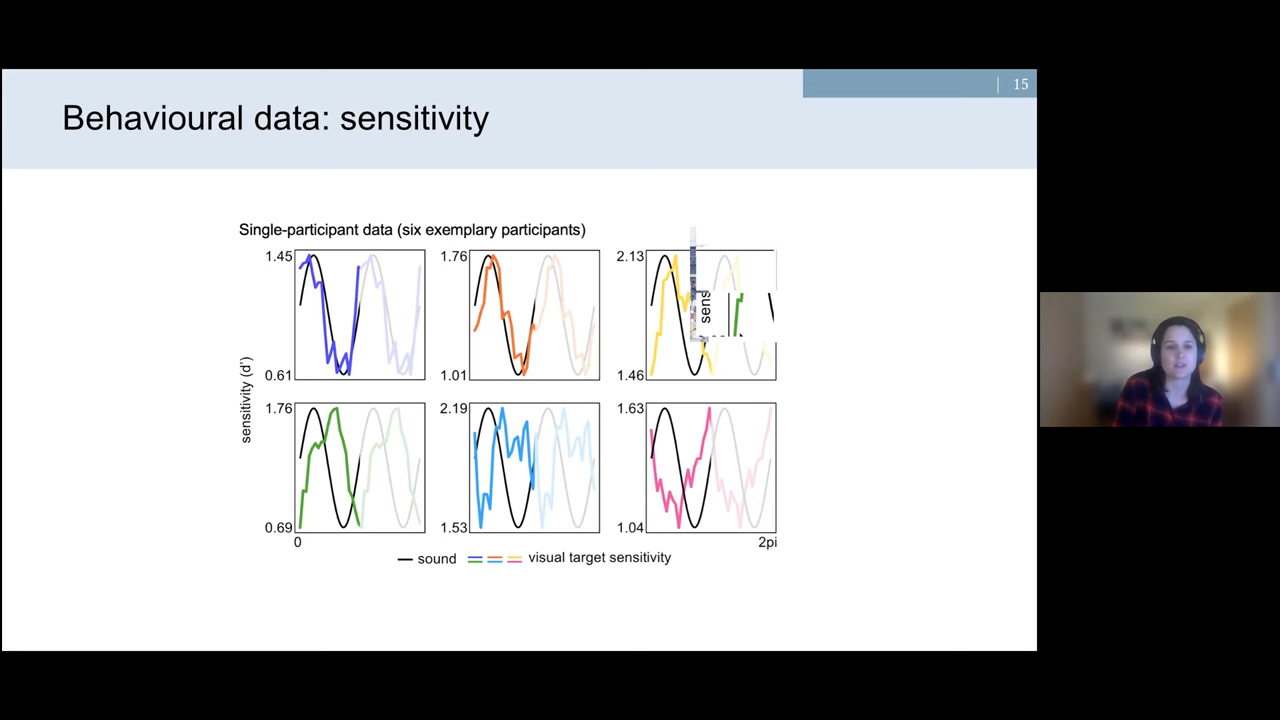 15
Behavioural data: sensitivity
Single-participant data (six exemplary participants)
1.45
0.61
1.76
1.01
2.13
1.46
sens
sensitivity (d')
1.76
0.69
2.19
1.53
1.63
1.04
0
2pi
sound
visual target sensitivity